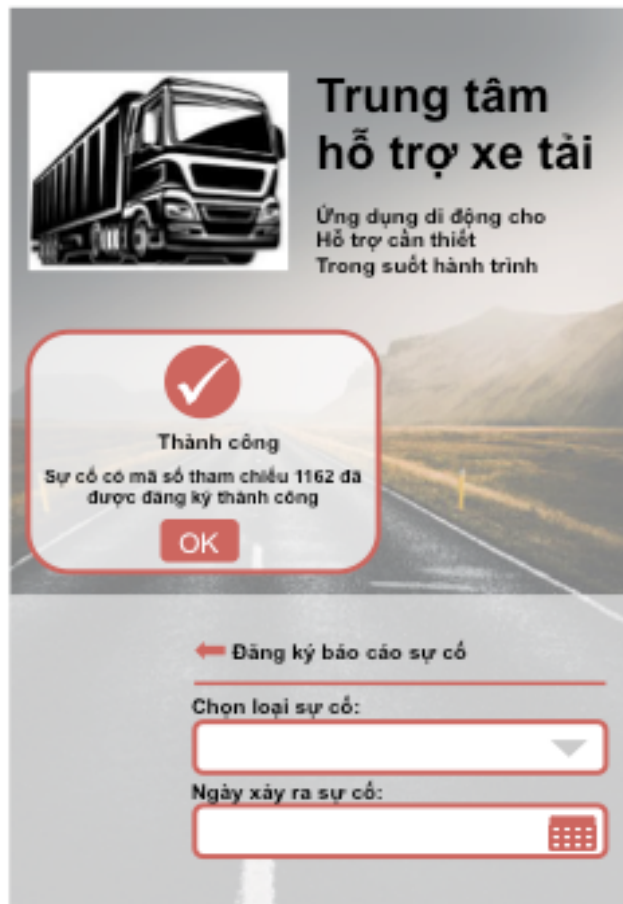 Trung tâm
hỗ trợ xe tải
Ứng dụng di động cho
Hỗ trợ cần thiết
Trong suốt hành trình
Thành công
Sự cố có mã số tham chiếu 1162 đã
được đăng ký thành công
OK
Đăng ký báo cáo sự cố
Chọn loại sự cố:
Ngày xảy ra sự cố: